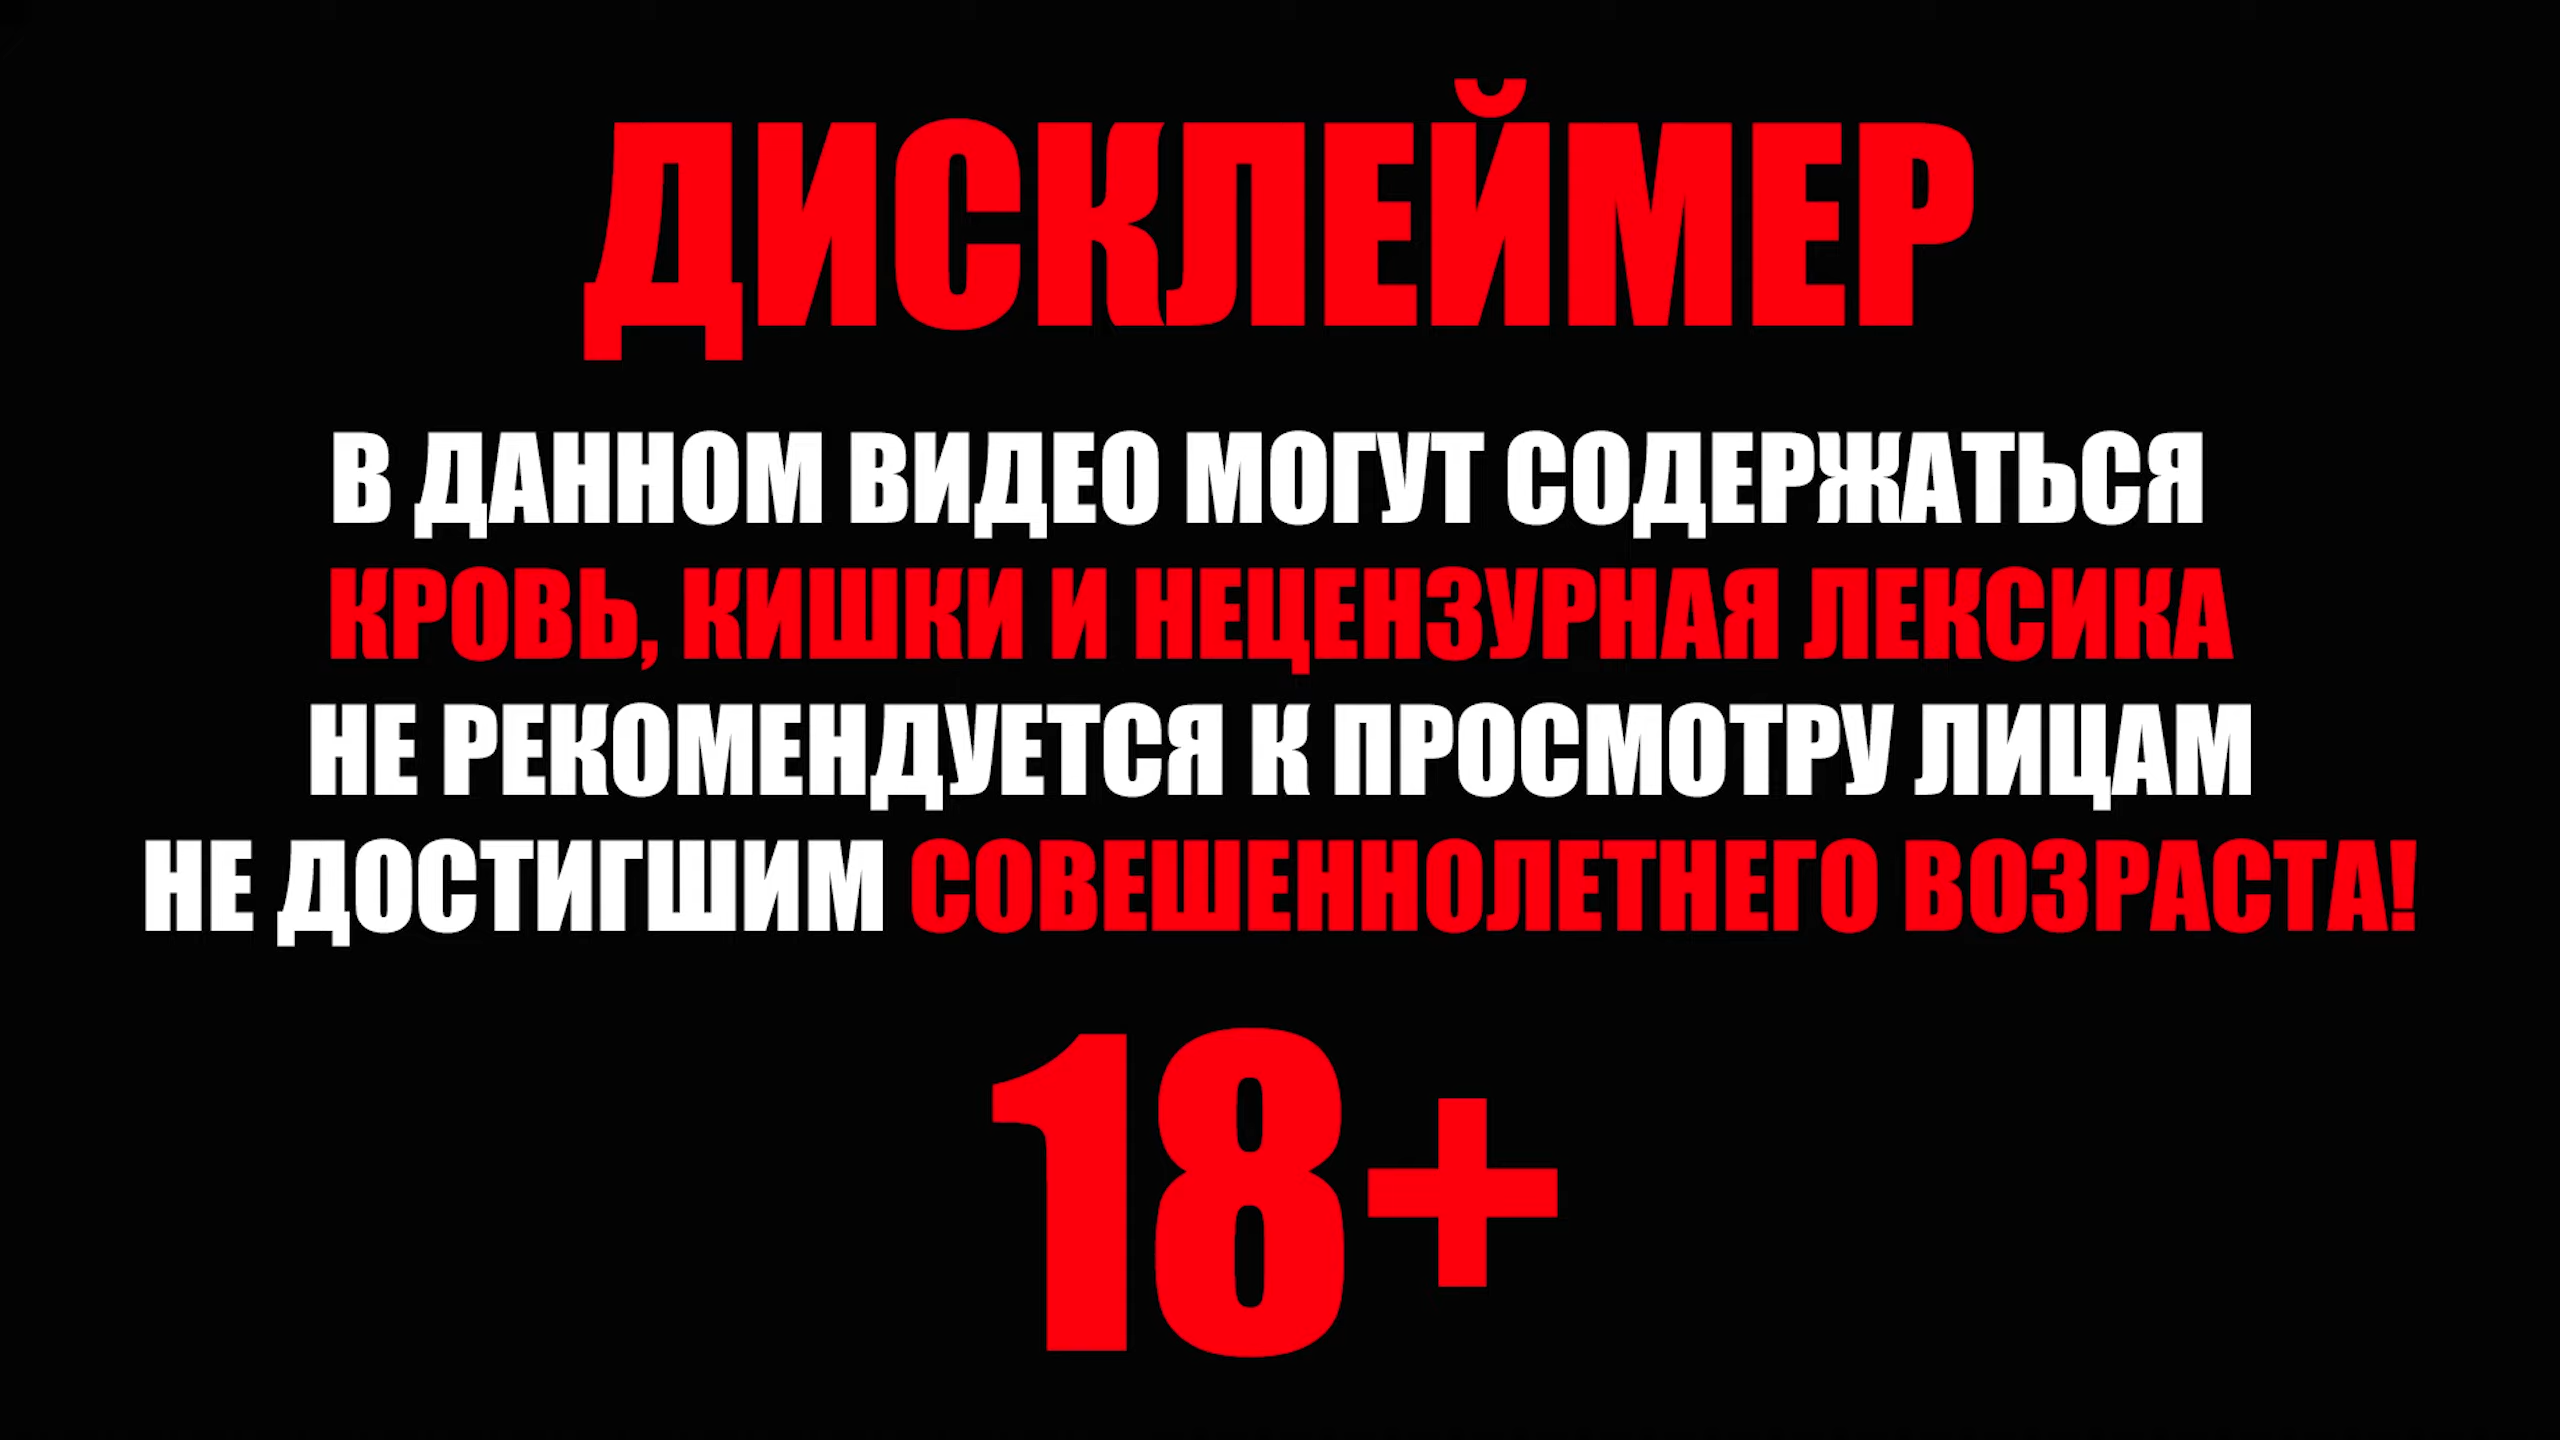 ДИСКЛЕЙМЕР
В ДАННОМ ВИДЕО МОГУТ СОДЕРЖАТЬСЯ
КРОВЬ, КИШКИ И НЕЦЕНЗУРНАЯ ЛЕКСИКА
НЕ РЕКОМЕНДУЕТСЯ К ПРОСМОТРУ ЛИЦАМ
НЕ ДОСТИГШИМ СОВЕШЕННОЛЕТНЕГО ВОЗРАСТА!
18+